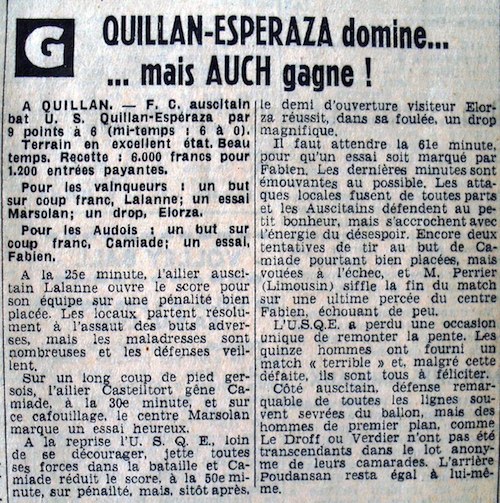 G
QUILLAN-ESPERAZA domine...
... mais AUCH gagne !
A QUILLAN. — F. C. auscitain
bat U. S. Quillan-Espéraza par
9 points à 6 (mi-temps : 6 à 0).
Terrain en excellent état. Beau
temps. Recette : 6.000 francs pour
1.200 entrées payantes.
Pour les vainqueurs : un but
sur coup franc, Lalanne; un essai
Marsolan; un drop, Elorza.
Pour les Audois : un but sur
coup franc, Camiade; un essai,
Fabien.
A la 25e minute, l'ailier ausci-
tain Lalanne ouvre le score pour
son équipe sur une pénalité bien
placée. Les locaux partent résolu-
ment à l'assaut des buts adver-
ses, mais les maladresses sont
nombreuses et les défenses veil-
lent.
Sur un long coup de pied ger-
sois, l'ailier Castelltort gêne Ca-
miade, à la 30e minute, et sur
ce cafouillage, le centre Marsolan
marque un essai heureux.
A la reprise l'U. S. Q. E. loin
de se décourager, jette toutes
ses forces dans la bataille et Ca-
miade réduit le score, à la 50e mi-
nute, sur pénalité, mais, sitôt après,
le demi d'ouverture visiteur Elor-
za réussit, dans sa foulée, un drop
magnifique.
Il faut attendre la 61e minute,
pour qu'un essai soit marqué par
Fabien. Les dernières minutes sont
émouvantes au possible. Les atta-
ques locales fusent de toutes parts
et les Auscitains défendent au pe-
tit bonheur, mais s'accrochent avec
l'énergie du désespoir. Encore deux
tentatives de tir au but de Ca-
miade pourtant bien placées, mais
vouées à l'échec, et M. Perrier
(Limousin) siffle la fin du match
sur une ultime percée du centre
Fabien, échouant de peu.
L'U.S.Q.E. a perdu une occasion
unique de remonter la pente. Les
quinze hommes ont fourni un
match « terrible » et, malgré cette
défaite, ils sont tous à féliciter.
Côté auscitain, défense remar-
quable de toutes les lignes sou-
vent sevrées du ballon, mais des
hommes de premier plan, comme
Le Droff ou Verdier n'ont pas été
transcendants dans le lot anony-
me de leurs camarades. L'arrière
Poudansan resta égal à lui-mê-
me.